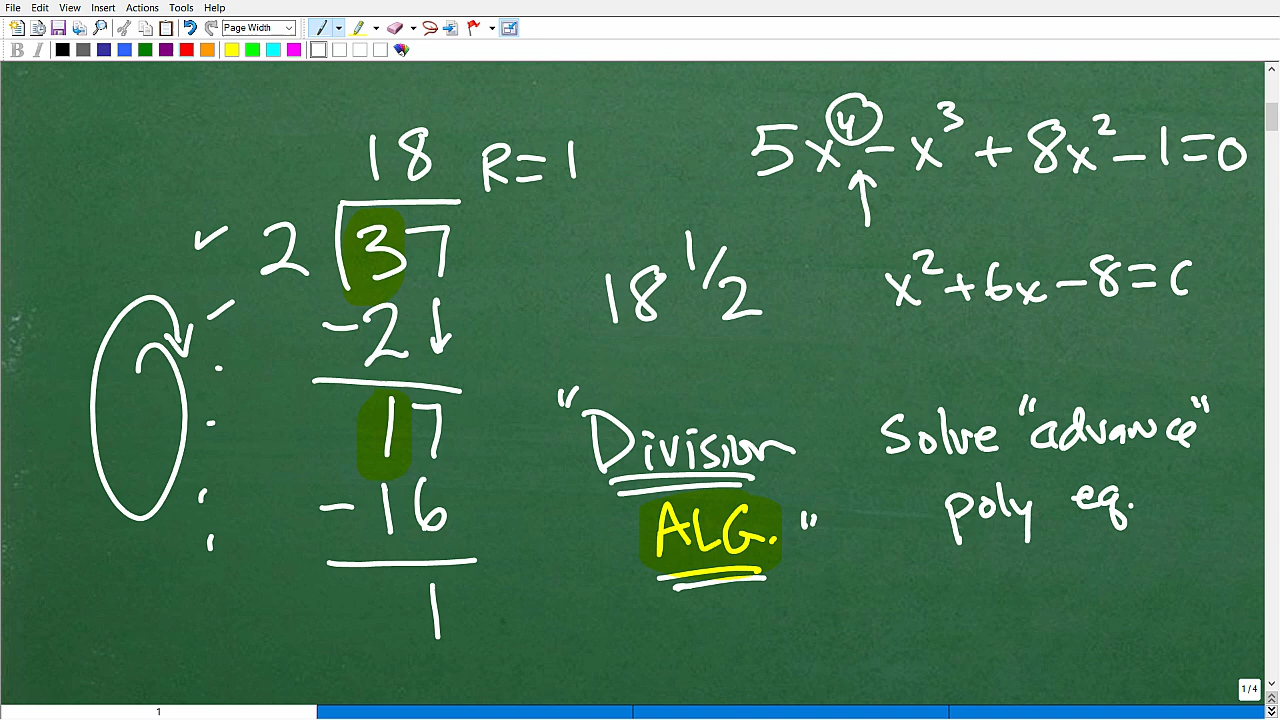 File Edit View Insert Actions Tools Help
Page Width
B I
18 R=1
2 37
-2↓
17
-16
1
18 1/2
5x⁴-x³+8x²-1=0
↑
x²+6x-8=0
"Division
ALG."
Solve "advance"
poly eq.
1/4
1